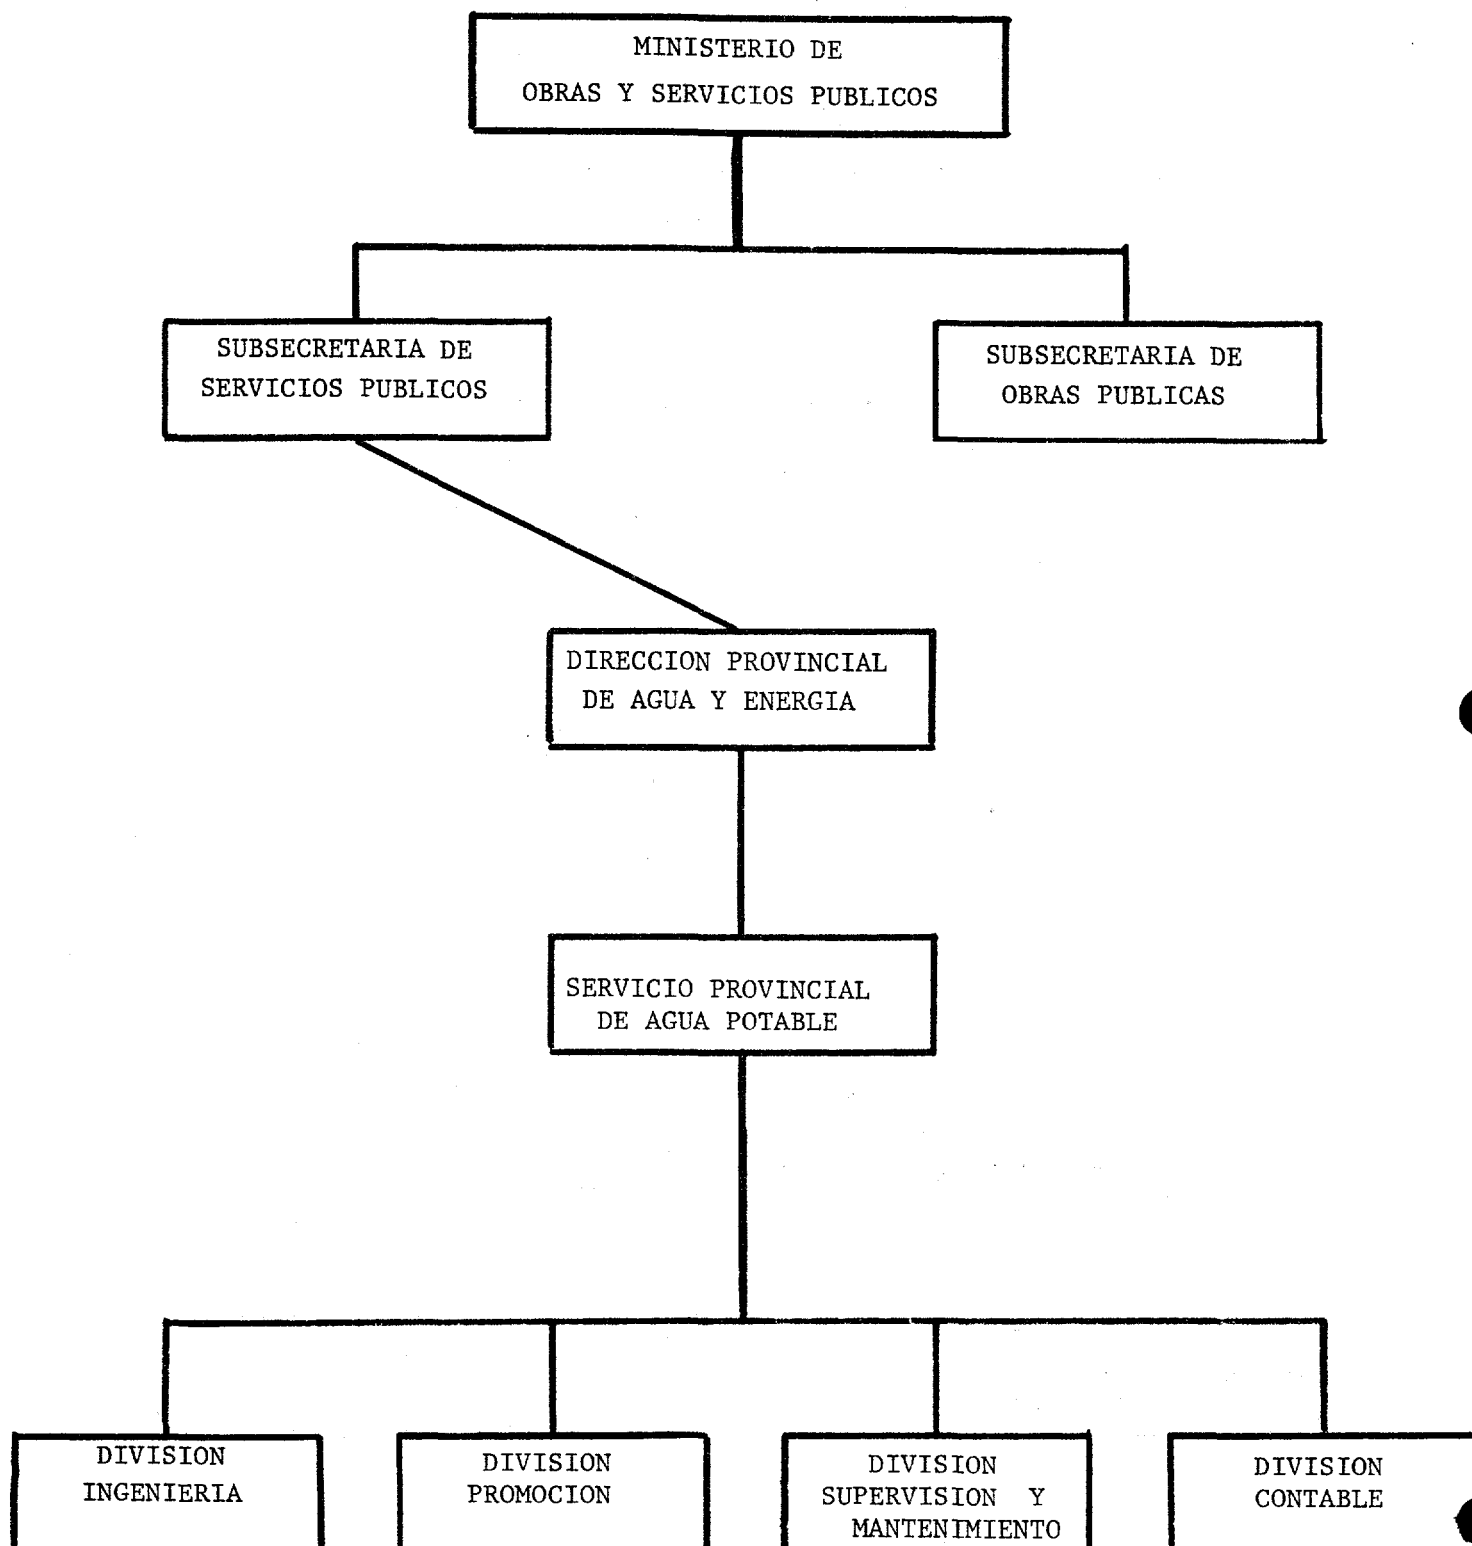 MINISTERIO DE
OBRAS Y SERVICIOS PUBLICOS
SUBSECRETARIA DE
SERVICIOS PUBLICOS
SUBSECRETARIA DE
OBRAS PUBLICAS
DIRECCION PROVINCIAL
DE AGUA Y ENERGIA
SERVICIO PROVINCIAL
DE AGUA POTABLE
DIVISION
INGENIERIA
DIVISION
PROMOCION
DIVISION
SUPERVISION Y
MANTENIMIENTO
DIVISION
CONTABLE